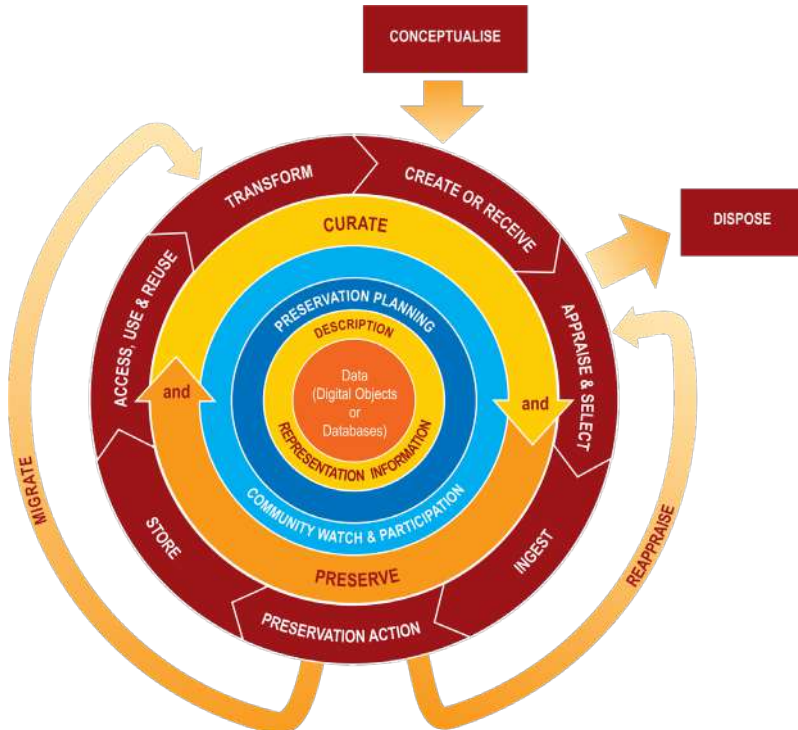 CONCEPTUALISE
DISPOSE
TRANSFORM
CREATE OR RECEIVE
APPRAISE & SELECT
INGEST
PRESERVATION ACTION
STORE
ACCESS, USE & REUSE
CURATE
and
PRESERVE
and
PRESERVATION PLANNING
COMMUNITY WATCH & PARTICIPATION
DESCRIPTION
REPRESENTATION INFORMATION
Data
(Digital Objects
or
Databases)
MIGRATE
REAPPRAISE